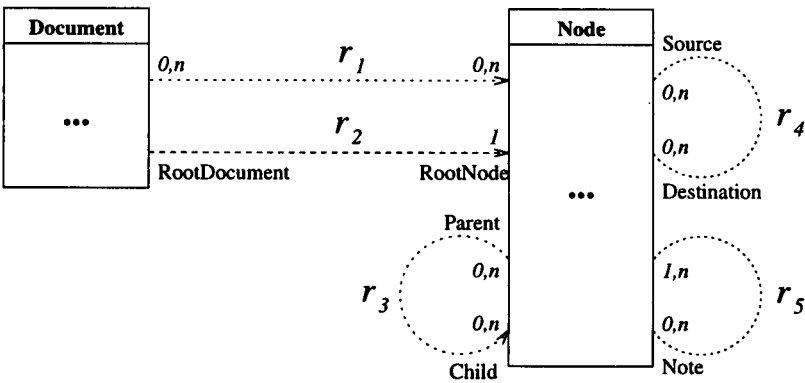 Document
Node
Source
0,n
r1
0,n
0,n
r4
...
r2
1
0,n
RootDocument
RootNode
...
Destination
Parent
0,n
1,n
r3
r5
0,n
0,n
Child
Note